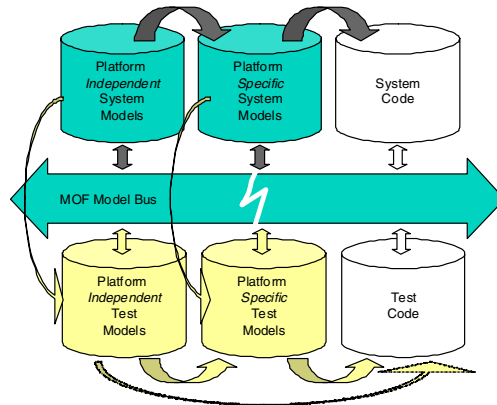 Platform
Independent
System
Models
Platform
Specific
System
Models
System
Code
MOF Model Bus
Platform
Independent
Test
Models
Platform
Specific
Test
Models
Test
Code